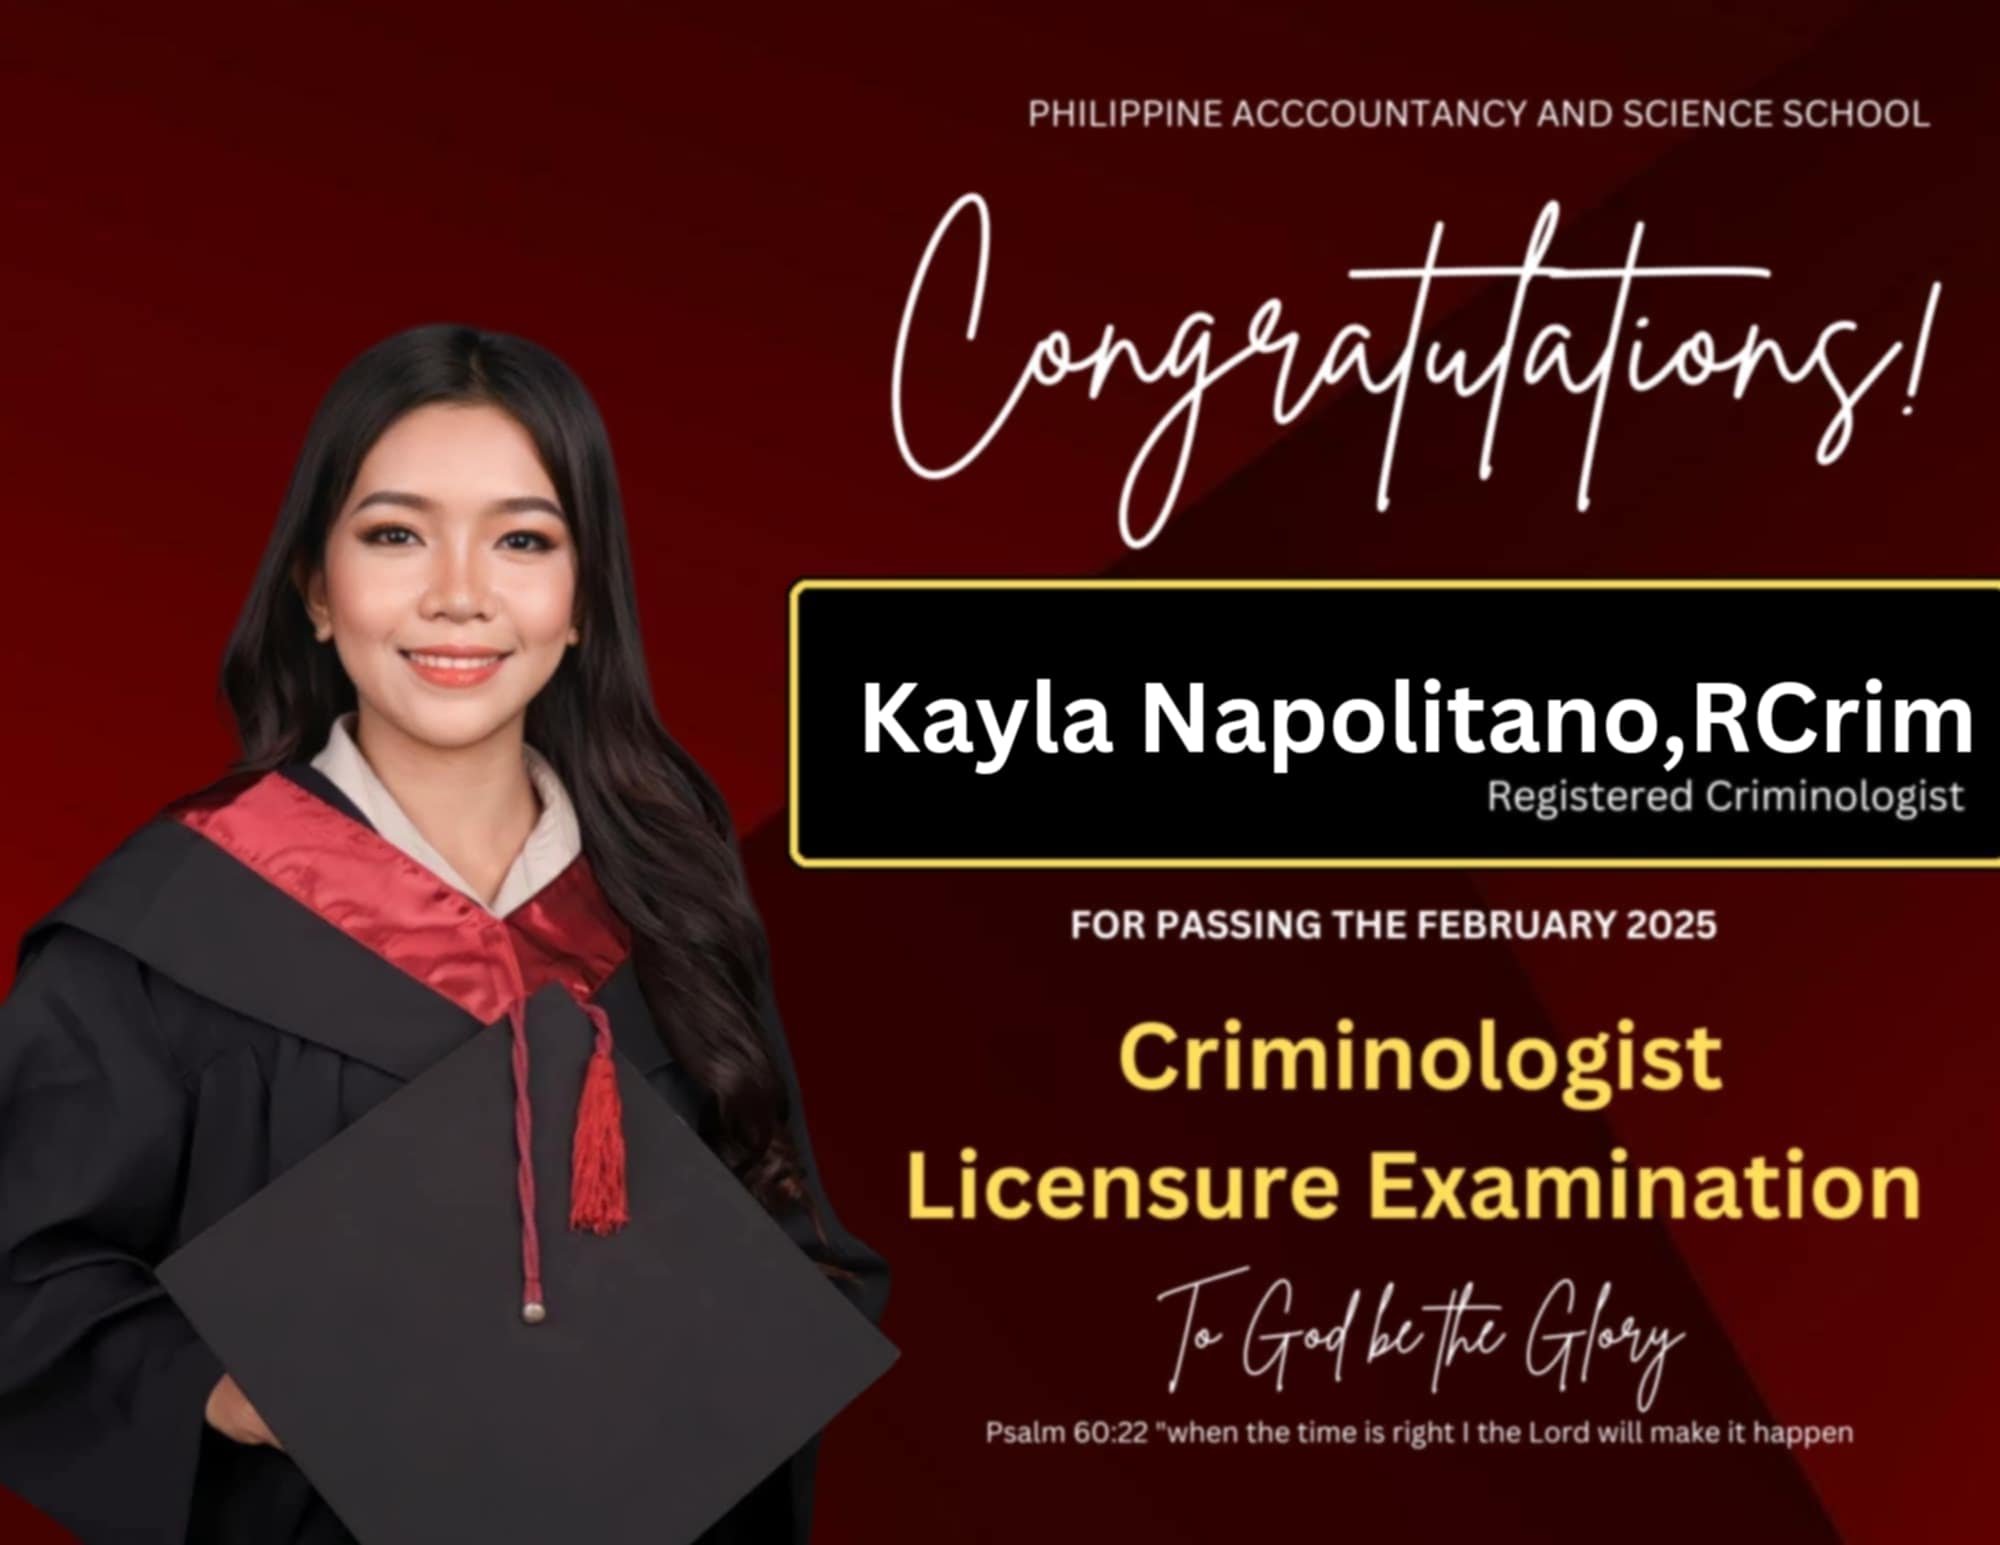 PHILIPPINE ACCCOUNTANCY AND SCIENCE SCHOOL
Congratulations!
Kayla Napolitano,RCrim
Registered Criminologist
FOR PASSING THE FEBRUARY 2025
Criminologist
Licensure Examination
To God be the Glory
Psalm 60:22 "when the time is right I the Lord will make it happen